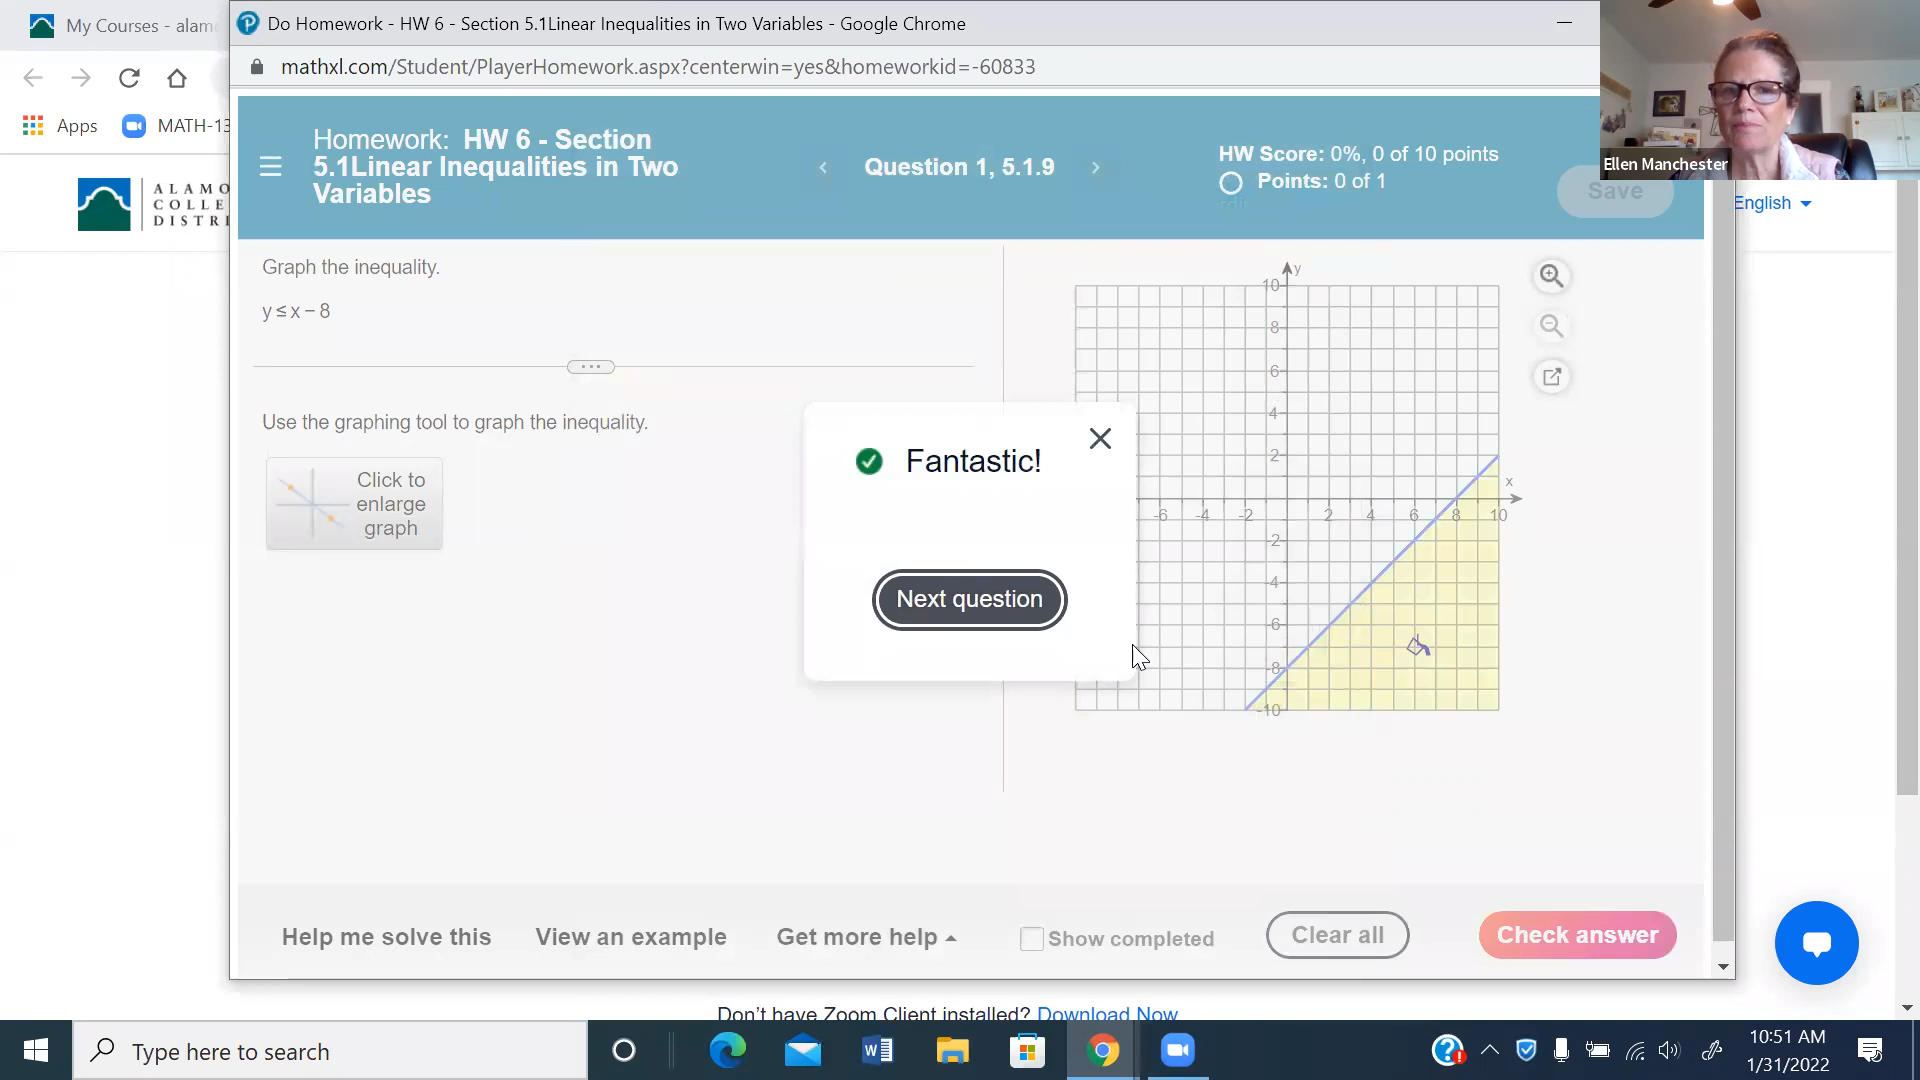 My Courses - alam
Do Homework - HW 6 - Section 5.1Linear Inequalities in Two Variables - Google Chrome
mathxl.com/Student/PlayerHomework.aspx?centerwin=yes&homeworkid=-60833
Apps
MATH-13
Ellen Manchester
ALAMO
COLLE
DISTRI
English
Homework: HW 6 - Section
5.1Linear Inequalities in Two
Variables
Question 1, 5.1.9
HW Score: 0%, 0 of 10 points
Points: 0 of 1
Save
Graph the inequality.
y ≤ x − 8
Use the graphing tool to graph the inequality.
Click to
enlarge
graph
Fantastic!
Next question
y
10
8
6
4
2
x
-6 -4 -2 2 4 6 8 10
-2
-4
-6
-8
-10
Help me solve this
View an example
Get more help
Show completed
Clear all
Check answer
Don't have Zoom Client installed? Download Now
Type here to search
10:51 AM
1/31/2022